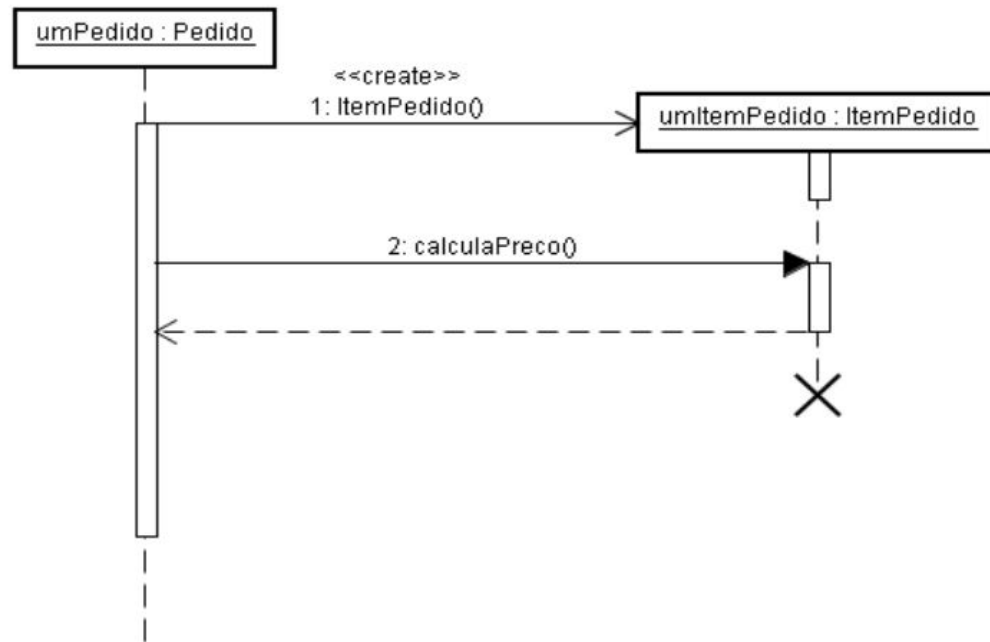 umPedido : Pedido
<<create>>
1: ItemPedido()
umItemPedido : ItemPedido
2: calculaPreco()